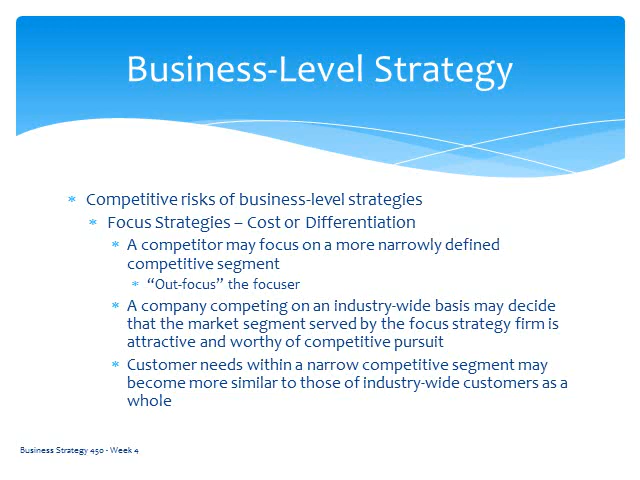 Business-Level Strategy
Competitive risks of business-level strategies
Focus Strategies – Cost or Differentiation
A competitor may focus on a more narrowly defined
competitive segment
“Out-focus” the focuser
A company competing on an industry-wide basis may decide
that the market segment served by the focus strategy firm is
attractive and worthy of competitive pursuit
Customer needs within a narrow competitive segment may
become more similar to those of industry-wide customers as a
whole
Business Strategy 450 - Week 4